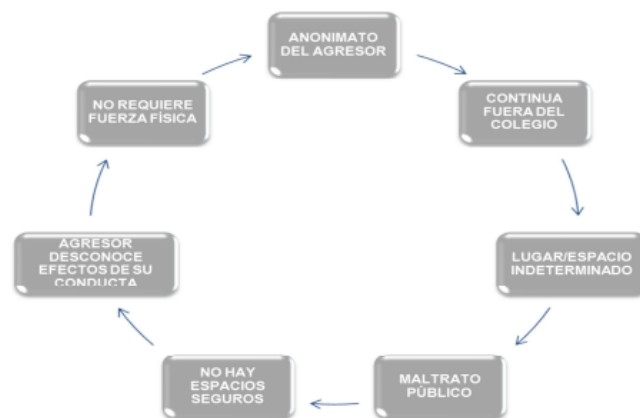 ANONIMATO
DEL AGRESOR
CONTINUA
FUERA DEL
COLEGIO
LUGAR/ESPACIO
INDETERMINADO
MALTRATO
PÚBLICO
NO HAY
ESPACIOS
SEGUROS
AGRESOR
DESCONOCE
EFECTOS DE SU
CONDUCTA
NO REQUIERE
FUERZA FÍSICA